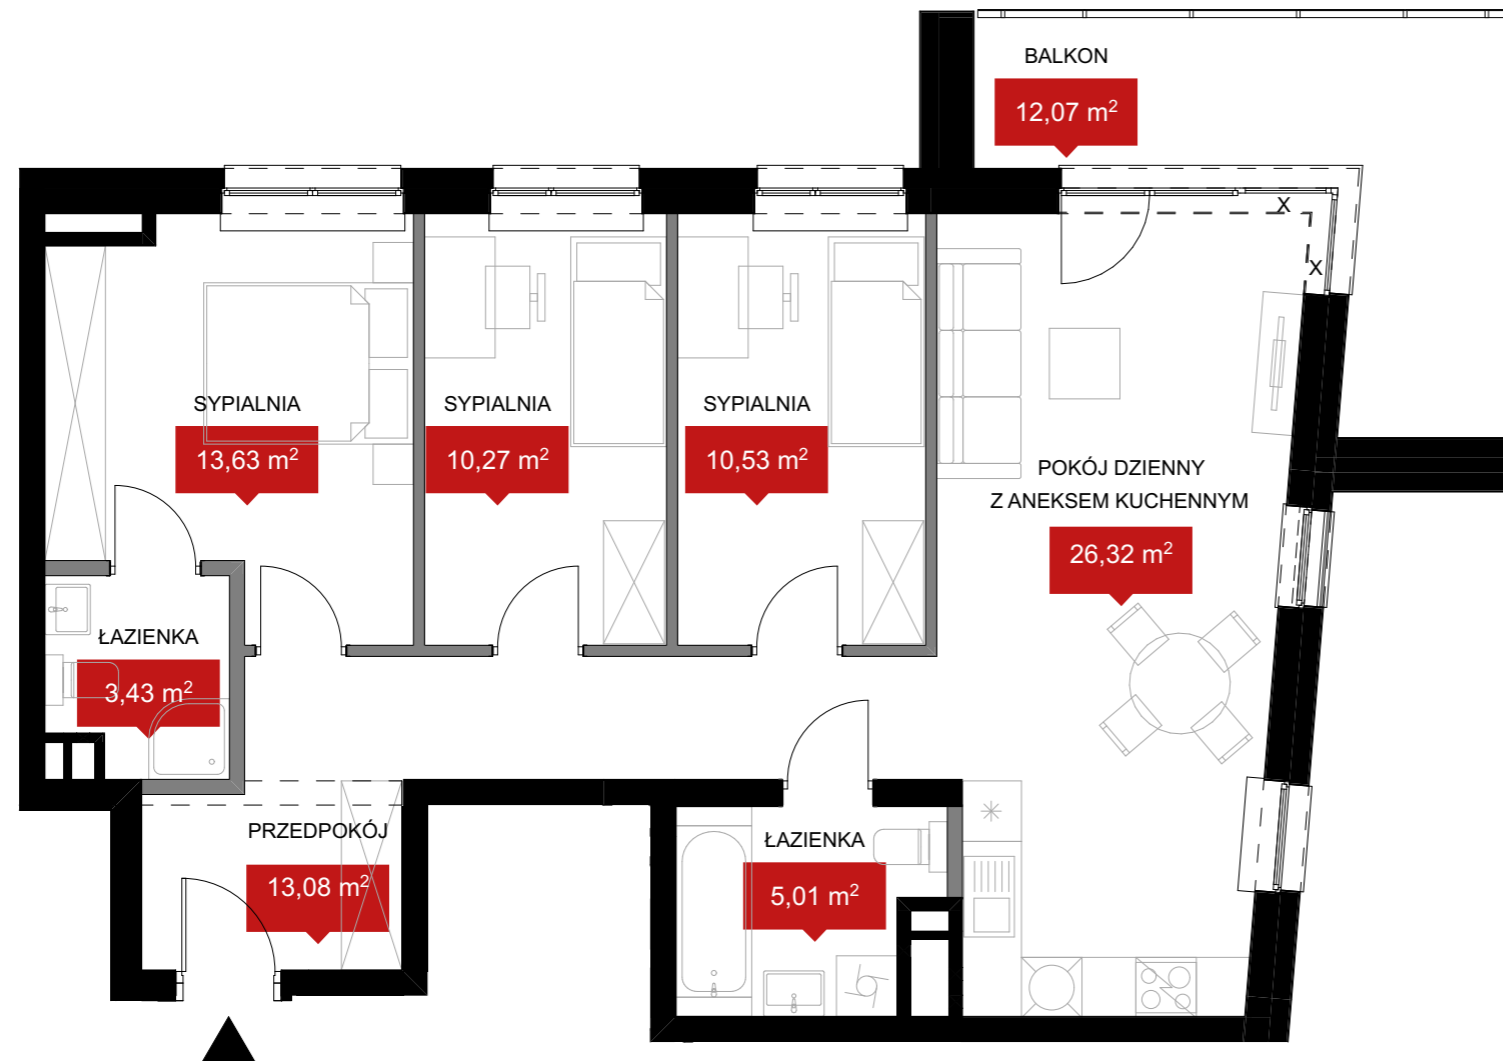 BALKON
12,07 m²
X
X
SYPIALNIA
13,63 m²
SYPIALNIA
10,27 m²
SYPIALNIA
10,53 m²
POKÓJ DZIENNY
Z ANEKSEM KUCHENNYM
26,32 m²
ŁAZIENKA
3,43 m²
PRZEDPOKÓJ
13,08 m²
ŁAZIENKA
5,01 m²